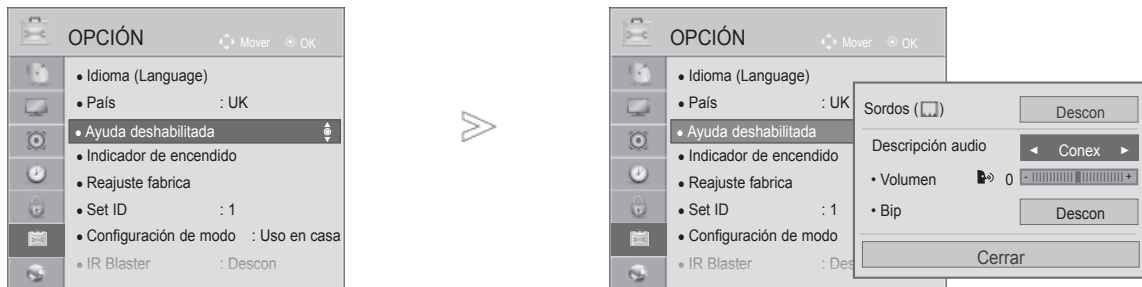 OPCIÓN Mover OK
• Idioma (Language)
• País : UK
• Ayuda deshabilitada
• Indicador de encendido
• Reajuste fabrica
• Set ID : 1
• Configuración de modo : Uso en casa
• IR Blaster : Descon
OPCIÓN Mover OK
• Idioma (Language)
• País : UK
• Ayuda deshabilitada
• Indicador de encendido
• Reajuste fabrica
• Set ID : 1
• Configuración de modo
• IR Blaster : Des
Sordos ( ) Descon
Descripción audio ◄ Conex ►
• Volumen 0 - +
• Bip Descon
Cerrar